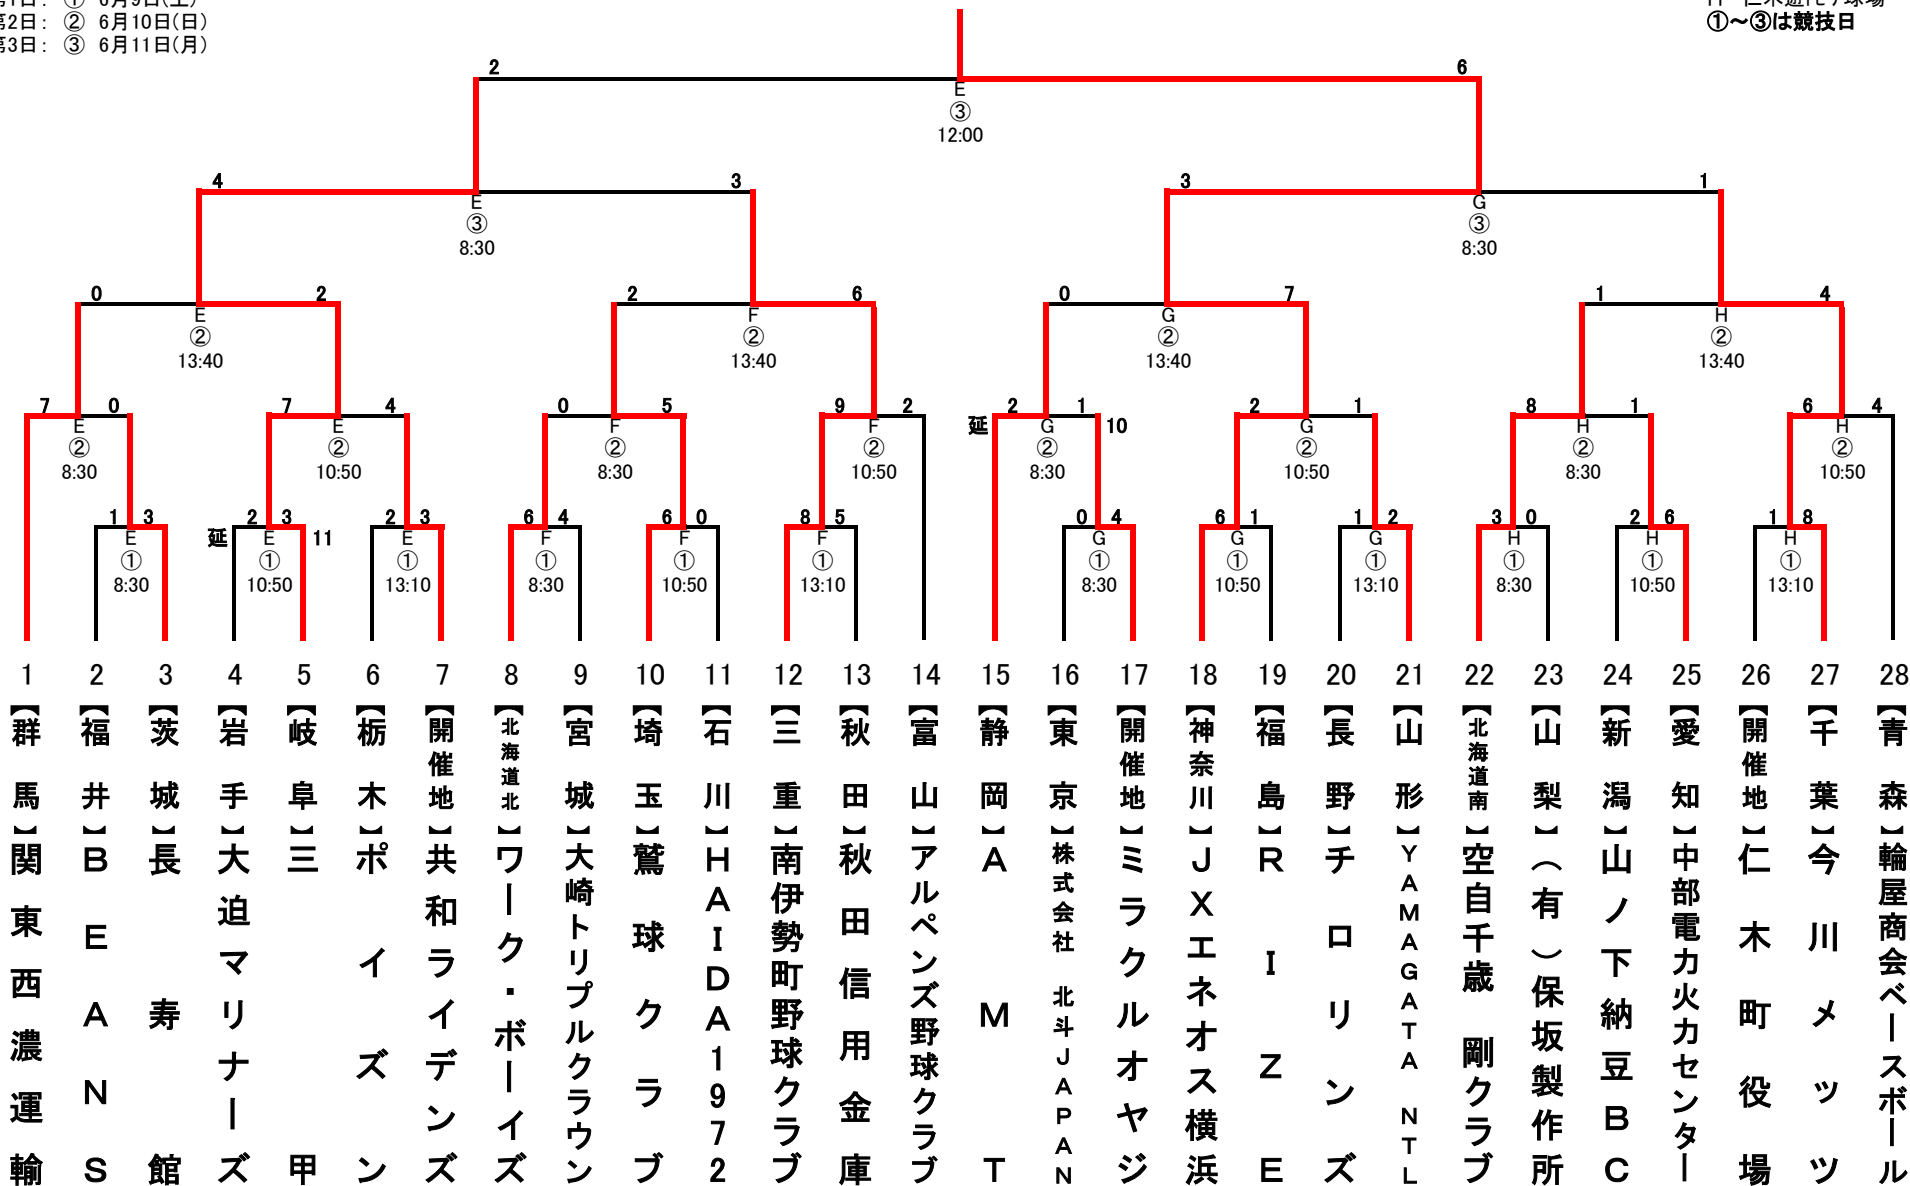 第1日： ① 6月9日(土)
第2日： ② 6月10日(日)
第3日： ③ 6月11日(月)
①～③は競技日
2 6
E
③
12:00
4 3 3 1
E G
③ ③
8:30 8:30
0 2 2 6 0 7 1 4
E F G H
② ② ② ②
13:40 13:40 13:40 13:40
7 0 7 4 0 5 9 2 延 2 1 10 2 1 8 1 6 4
E E F F G G H H
② ② ② ② ② ② ② ②
8:30 10:50 8:30 10:50 8:30 10:50 8:30 10:50
1 3 延 2 3 11 2 3 6 4 6 0 8 5 0 4 6 1 1 2 3 0 2 6 1 8
E E E F F F G G G H H H
① ① ① ① ① ① ① ① ① ① ① ①
8:30 10:50 13:10 8:30 10:50 13:10 8:30 10:50 13:10 8:30 10:50 13:10
1 【群馬】関東西濃運輸
2 【福井】BEANS
3 【茨城】長寿館
4 【岩手】大迫マリナーズ
5 【岐阜】三甲
6 【栃木】ポイズン
7 【開催地】共和ライデンズ
8 【北海道北】ワーク・ボーイズ
9 【宮城】大崎トリプルクラウン
10 【埼玉】鷲球クラブ
11 【石川】HAIDA1972
12 【三重】南伊勢町野球クラブ
13 【秋田】秋田信用金庫
14 【富山】アルペンズ野球クラブ
15 【静岡】AMT
16 【東京】株式会社 北斗JAPAN
17 【開催地】ミラクルオヤジ
18 【神奈川】JXエネオス横浜
19 【福島】RIZE
20 【長野】チロリンズ
21 【山形】YAMAGATA NTL
22 【北海道南】空自千歳 剛クラブ
23 【山梨】(有)保坂製作所
24 【新潟】山ノ下納豆BC
25 【愛知】中部電力火力センター
26 【開催地】仁木町役場
27 【千葉】今川メッツ
28 【青森】輪屋商会ベースボール